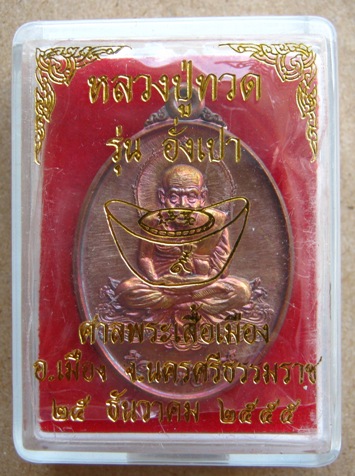 หลวงปู่ทวด
รุ่น อั่งเปา
ศาลพระเสื้อเมือง
อ.เมือง จ.นครศรีธรรมราช
๒๕ ธันวาคม ๒๕๕๕